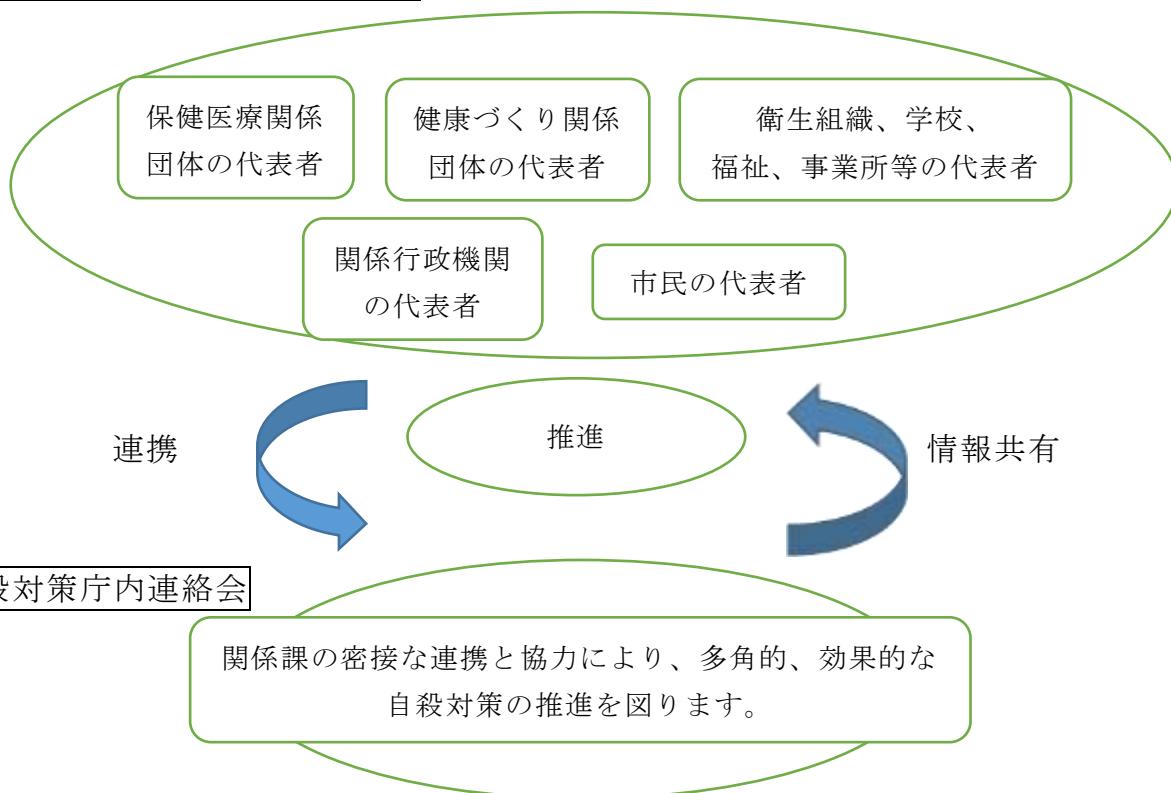 保健医療関係
団体の代表者
健康づくり関係
団体の代表者
衛生組織、学校、
福祉、事業所等の代表者
関係行政機関
の代表者
市民の代表者
連携
推進
情報共有
対策庁内連絡会
関係課の密接な連携と協力により、多角的、効果的な
自殺対策の推進を図ります。